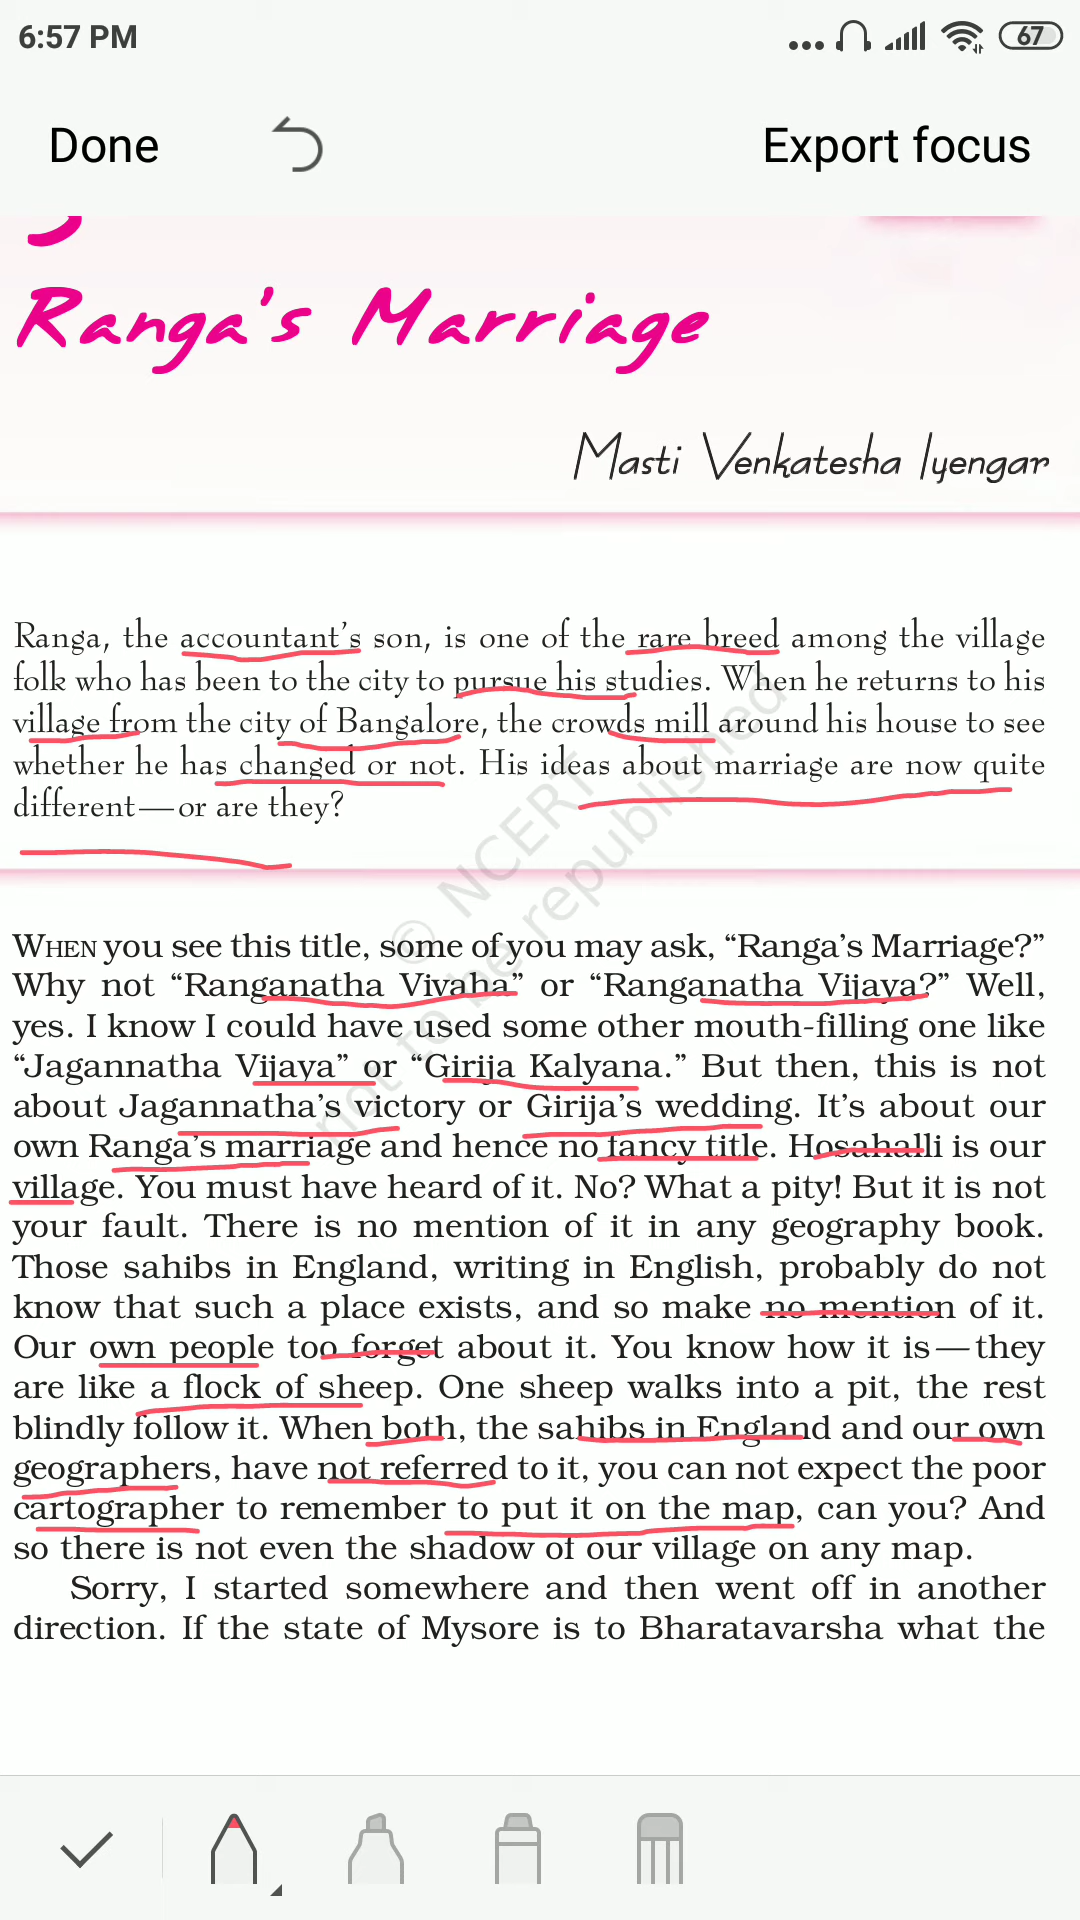 6:57 PM
67
Done
Export focus
Ranga's Marriage
Masti Venkatesha Iyengar
Ranga, the accountant's son, is one of the rare breed among the village
folk who has been to the city to pursue his studies. When he returns to his
village from the city of Bangalore, the crowds mill around his house to see
whether he has changed or not. His ideas about marriage are now quite
different—or are they?
© NCERT
not to be republished
WHEN you see this title, some of you may ask, “Ranga’s Marriage?”
Why not “Ranganatha Vivaha” or “Ranganatha Vijaya?” Well,
yes. I know I could have used some other mouth-filling one like
“Jagannatha Vijaya” or “Girija Kalyana.” But then, this is not
about Jagannatha’s victory or Girija’s wedding. It’s about our
own Ranga’s marriage and hence no fancy title. Hosahalli is our
village. You must have heard of it. No? What a pity! But it is not
your fault. There is no mention of it in any geography book.
Those sahibs in England, writing in English, probably do not
know that such a place exists, and so make no mention of it.
Our own people too forget about it. You know how it is—they
are like a flock of sheep. One sheep walks into a pit, the rest
blindly follow it. When both, the sahibs in England and our own
geographers, have not referred to it, you can not expect the poor
cartographer to remember to put it on the map, can you? And
so there is not even the shadow of our village on any map.
Sorry, I started somewhere and then went off in another
direction. If the state of Mysore is to Bharatavarsha what the